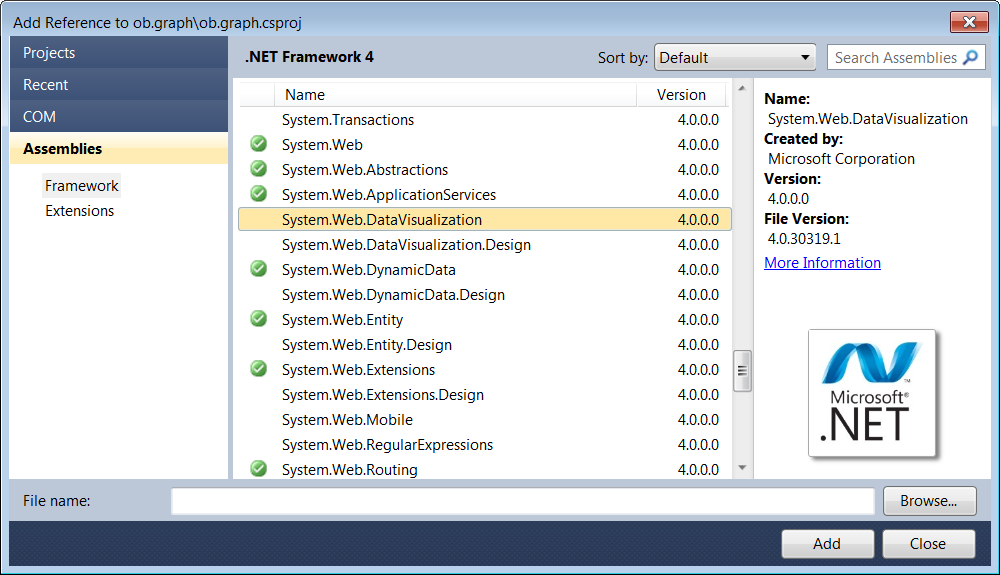 Add Reference to ob.graph\ob.graph.csproj
Projects
Recent
COM
Assemblies
Framework
Extensions
.NET Framework 4
Sort by:
Default
Search Assemblies
Name Version
System.Transactions 4.0.0.0
System.Web 4.0.0.0
System.Web.Abstractions 4.0.0.0
System.Web.ApplicationServices 4.0.0.0
System.Web.DataVisualization 4.0.0.0
System.Web.DataVisualization.Design 4.0.0.0
System.Web.DynamicData 4.0.0.0
System.Web.DynamicData.Design 4.0.0.0
System.Web.Entity 4.0.0.0
System.Web.Entity.Design 4.0.0.0
System.Web.Extensions 4.0.0.0
System.Web.Extensions.Design 4.0.0.0
System.Web.Mobile 4.0.0.0
System.Web.RegularExpressions 4.0.0.0
System.Web.Routing 4.0.0.0
Name:
System.Web.DataVisualization
Created by:
Microsoft Corporation
Version:
4.0.0.0
File Version:
4.0.30319.1
More Information
™
Microsoft®
.NET
File name:
Browse...
Add
Close